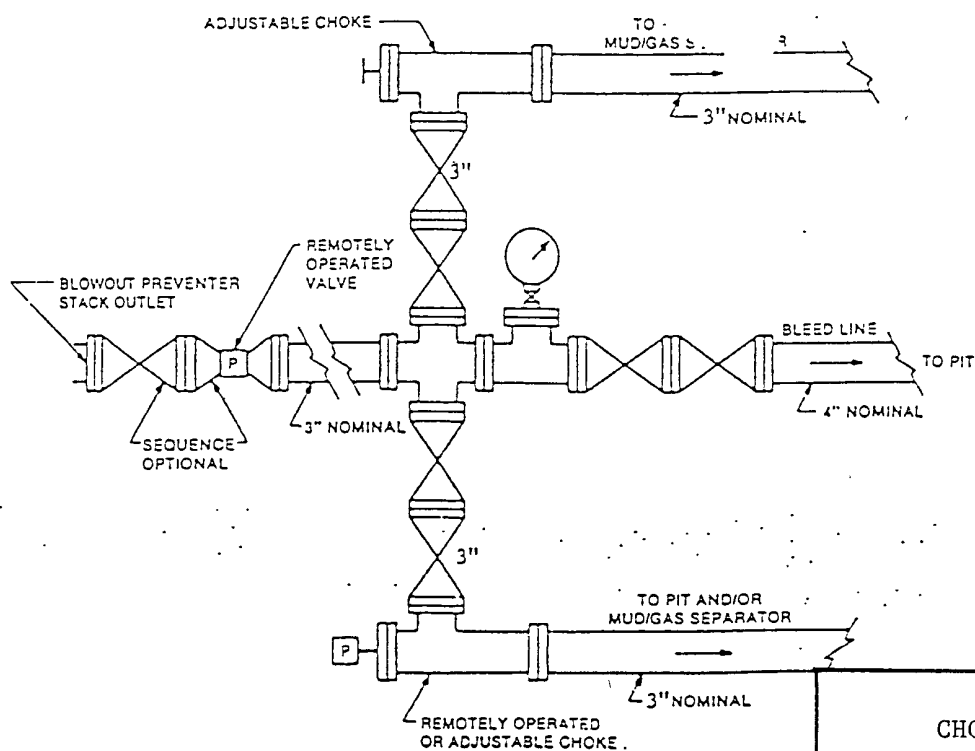 ADJUSTABLE CHOKE
TO
MUD/GAS S
R
3" NOMINAL
3"
REMOTELY
OPERATED
VALVE
BLOWOUT PREVENTER
STACK OUTLET
P
BLEED LINE
TO PIT
3" NOMINAL
4" NOMINAL
SEQUENCE
OPTIONAL
3"
TO PIT AND/OR
MUD/GAS SEPARATOR
P
3" NOMINAL
REMOTELY OPERATED
OR ADJUSTABLE CHOKE.
CHO